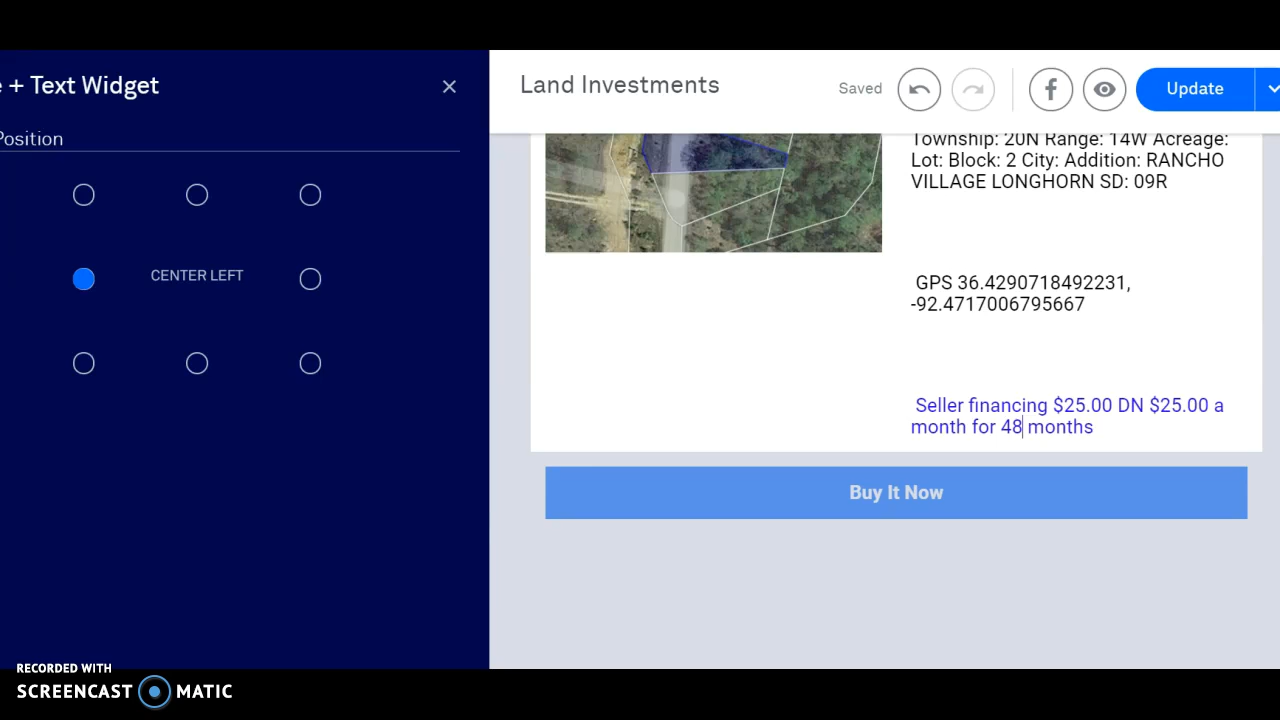 + Text Widget
Position
CENTER LEFT
Land Investments
Saved
Update
Township: 20N Range: 14W Acreage:
Lot: Block: 2 City: Addition: RANCHO
VILLAGE LONGHORN SD: 09R
GPS 36.4290718492231,
-92.4717006795667
Seller financing $25.00 DN $25.00 a
month for 48 months
Buy It Now
RECORDED WITH
SCREENCAST MATIC